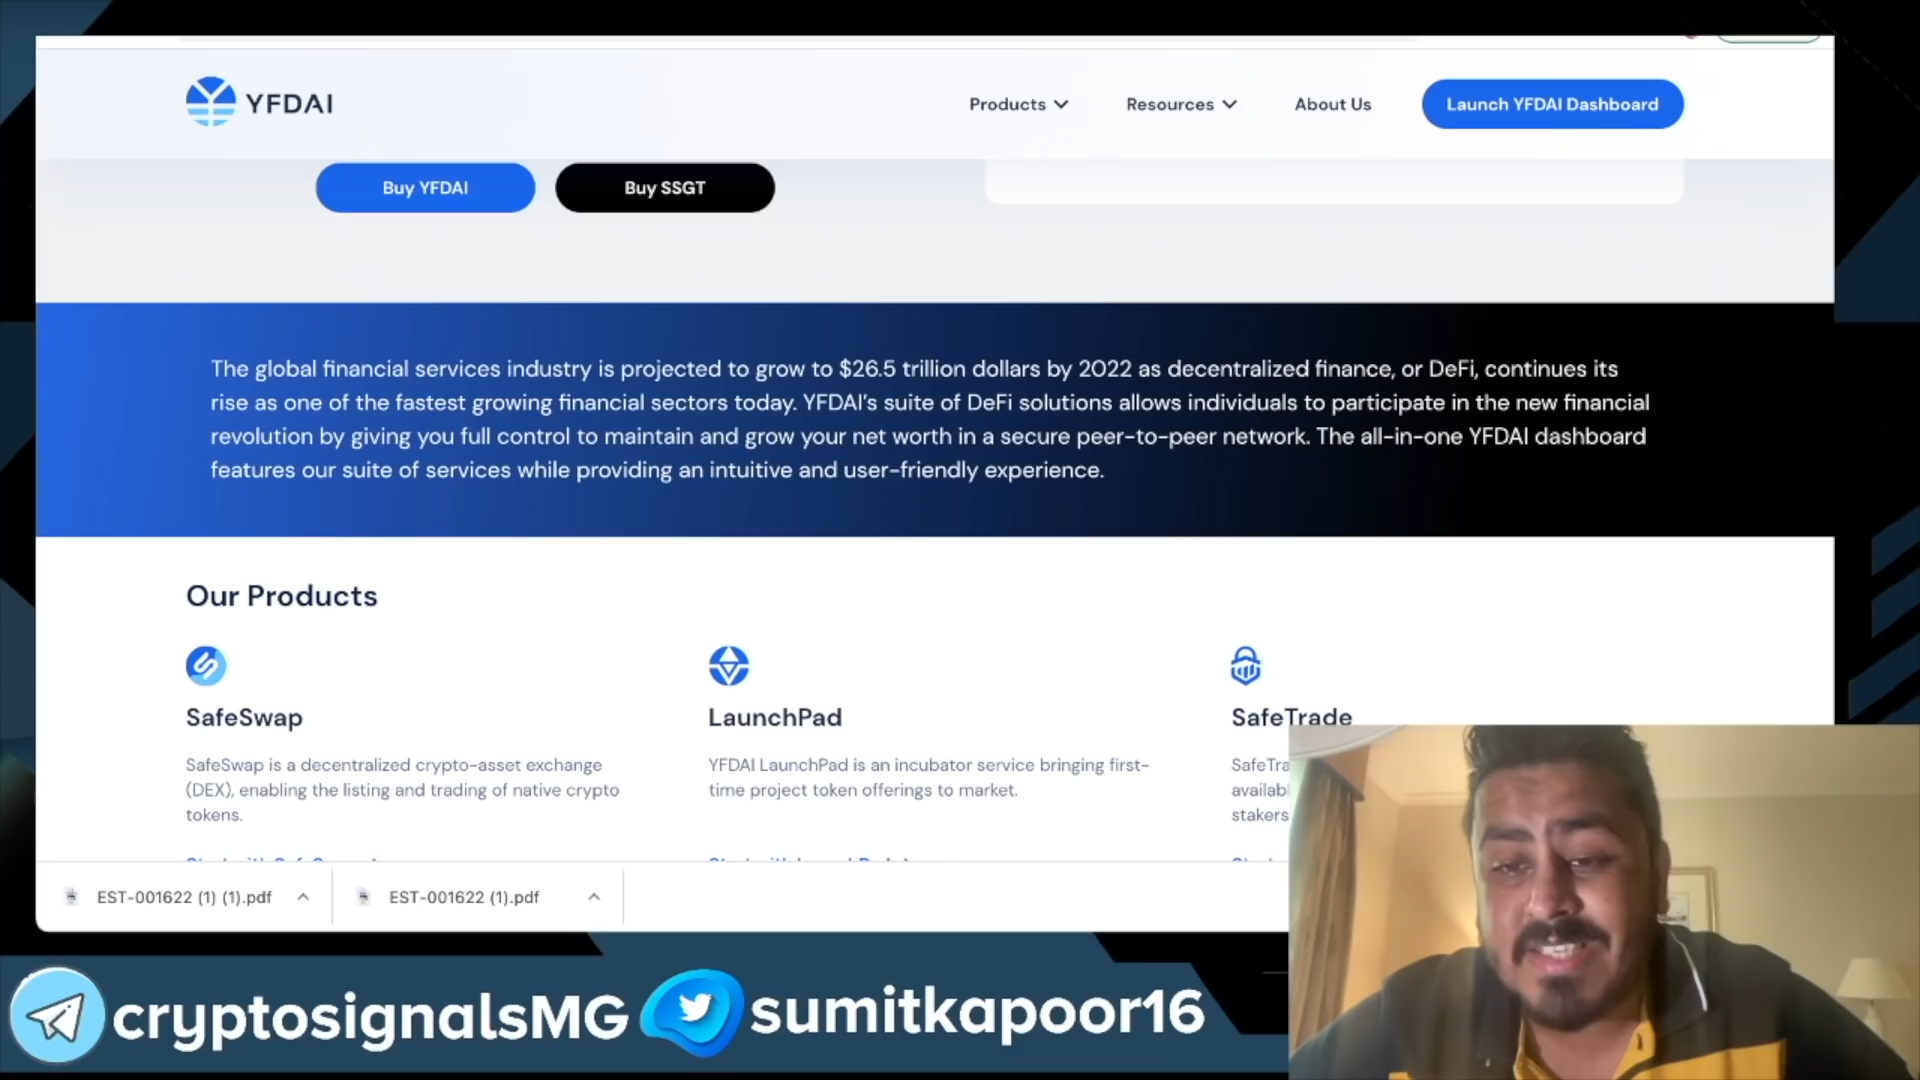 YFDAI
Products
Resources
About Us
Launch YFDAI Dashboard
Buy YFDAI
Buy SSGT
The global financial services industry is projected to grow to $26.5 trillion dollars by 2022 as decentralized finance, or DeFi, continues its
rise as one of the fastest growing financial sectors today. YFDAI's suite of DeFi solutions allows individuals to participate in the new financial
revolution by giving you full control to maintain and grow your net worth in a secure peer-to-peer network. The all-in-one YFDAI dashboard
features our suite of services while providing an intuitive and user-friendly experience.
Our Products
SafeSwap
SafeSwap is a decentralized crypto-asset exchange
(DEX), enabling the listing and trading of native crypto
tokens.
LaunchPad
YFDAI LaunchPad is an incubator service bringing first-
time project token offerings to market.
SafeTrade
stakers
EST-001622 (1) (1).pdf
EST-001622 (1).pdf
cryptosignalsMG
sumitkapoor16